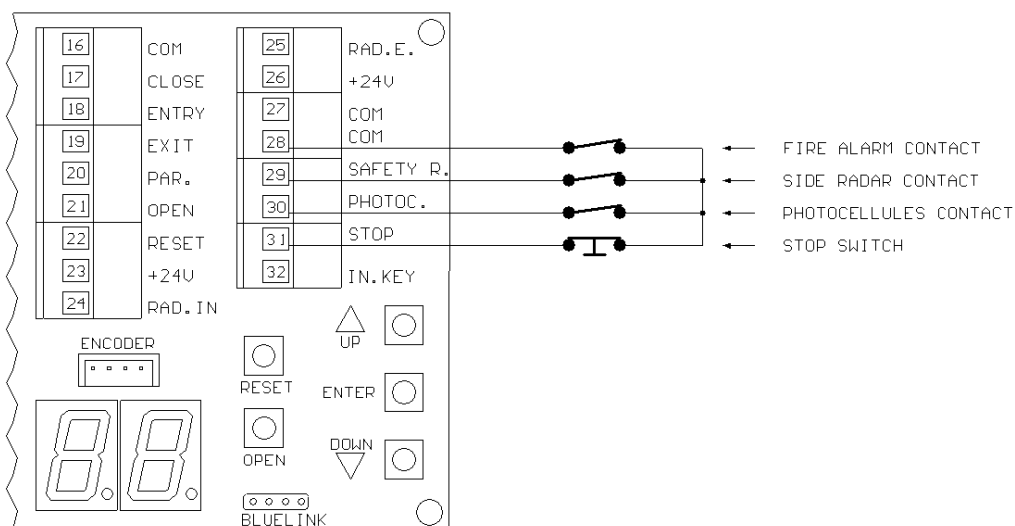 16 COM
17 CLOSE
18 ENTRY
19 EXIT
20 PAR.
21 OPEN
22 RESET
23 +24V
24 RAD.IN
25 RAD.E.
26 +24V
27 COM
28 COM
29 SAFETY R.
30 PHOTOC.
31 STOP
32 IN.KEY
FIRE ALARM CONTACT
SIDE RADAR CONTACT
PHOTOCELLULES CONTACT
STOP SWITCH
ENCODER
RESET
OPEN
UP
ENTER
DOWN
BLUELINK